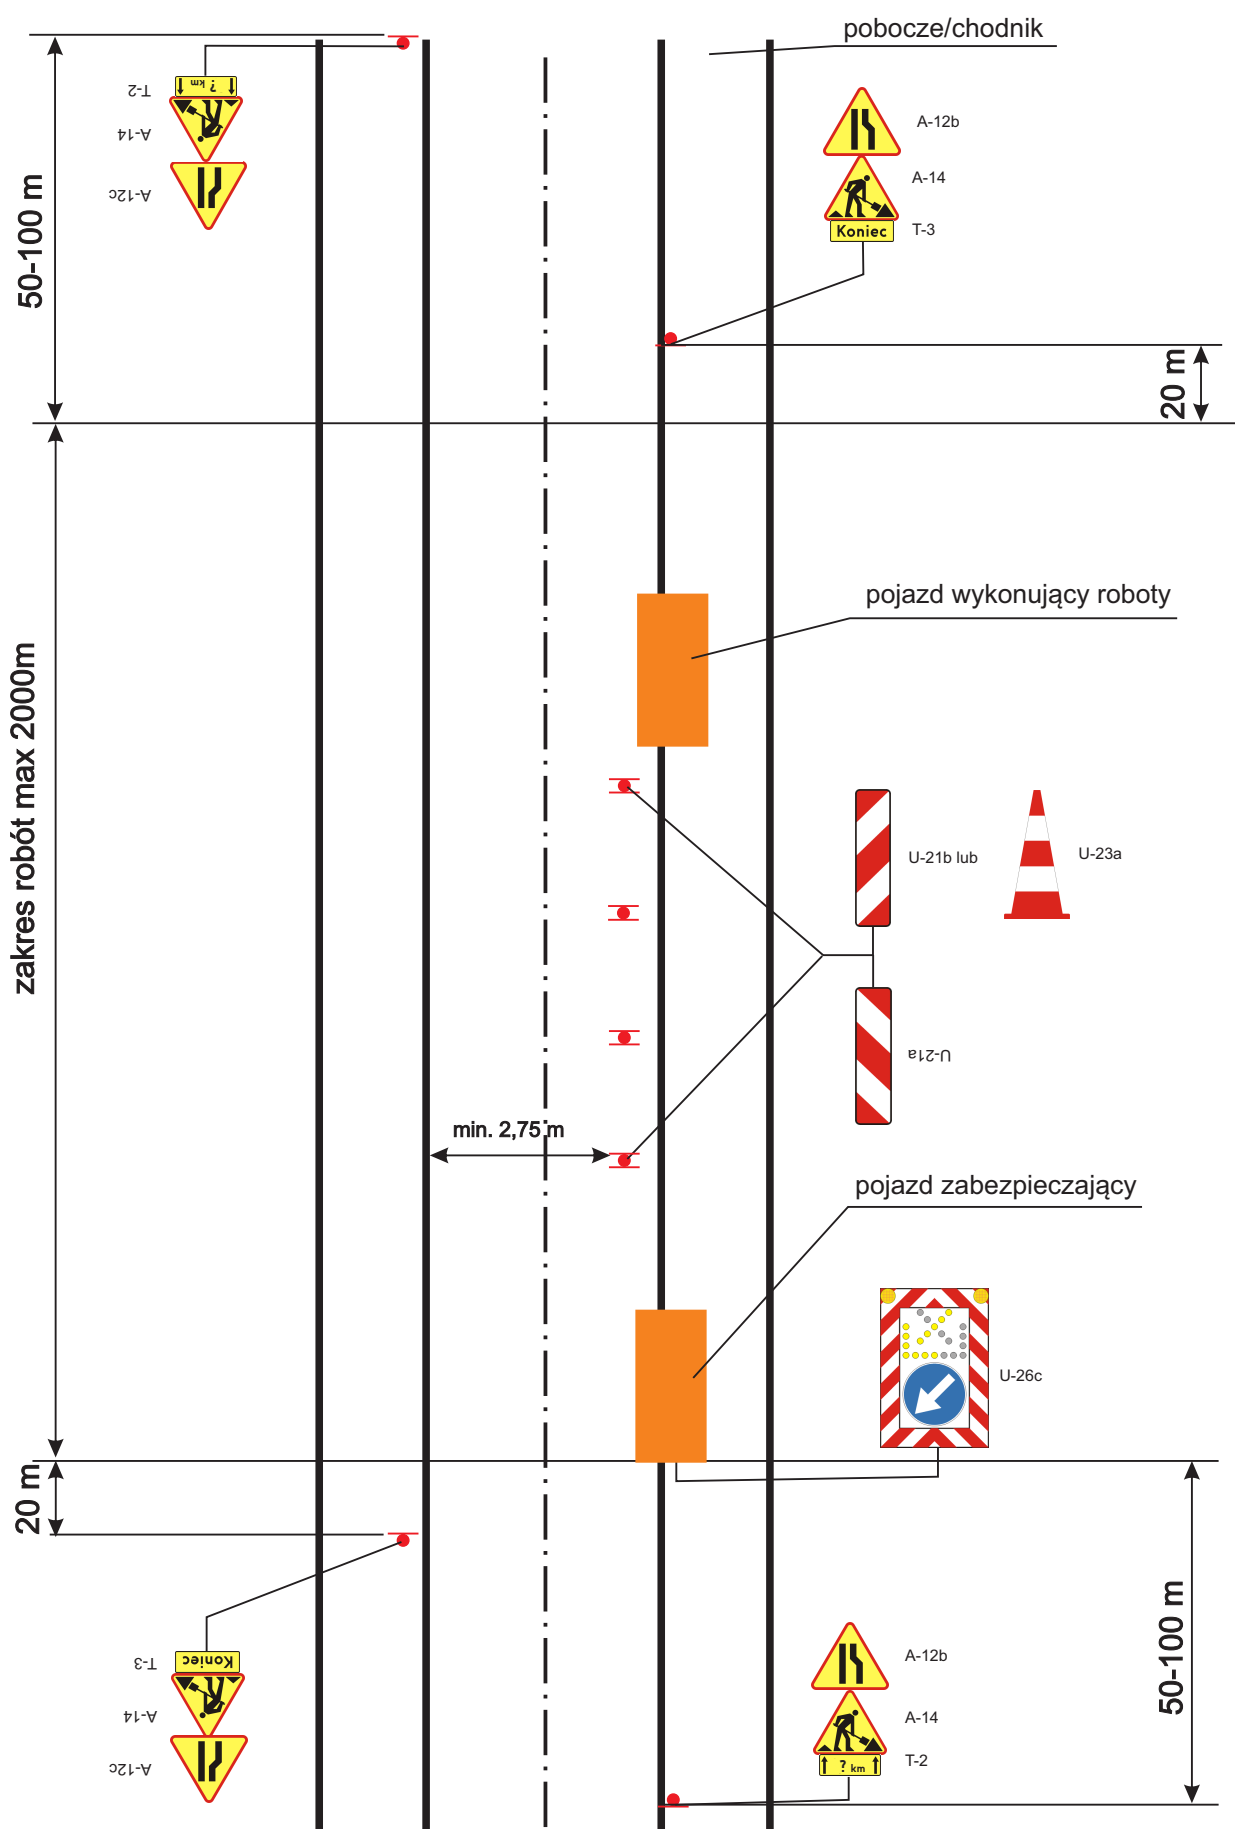 pobocze/chodnik
? km
T-2
A-14
A-12c
50-100 m
A-12b
A-14
Koniec
T-3
20 m
pojazd wykonujący roboty
zakres robót max 2000m
U-21b lub
U-23a
U-21a
min. 2,75 m
pojazd zabezpieczający
U-26c
20 m
Koniec
T-3
A-14
A-12c
50-100 m
A-12b
A-14
? km
T-2